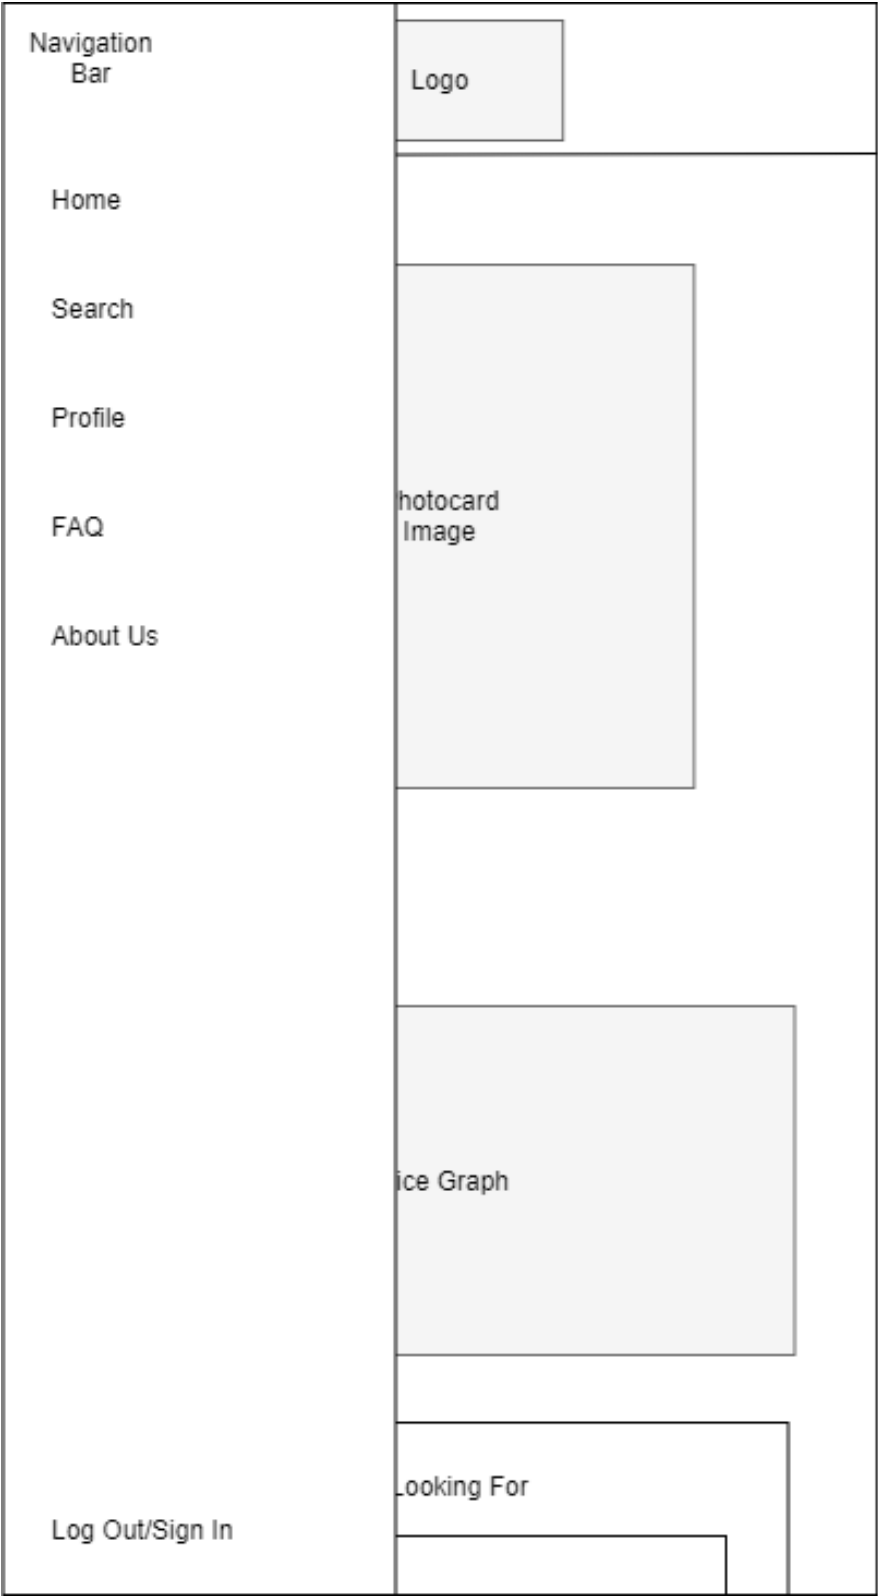 Navigation
Bar
Logo
Home
Search
Profile
hotocard
Image
FAQ
About Us
ice Graph
Looking For
Log Out/Sign In